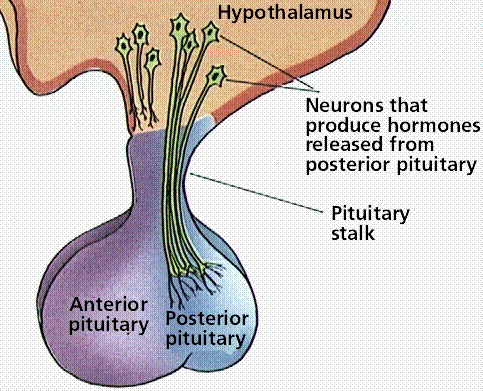 Hypothalamus
Neurons that
produce hormones
released from
posterior pituitary
Pituitary
stalk
Anterior
pituitary
Posterior
pituitary